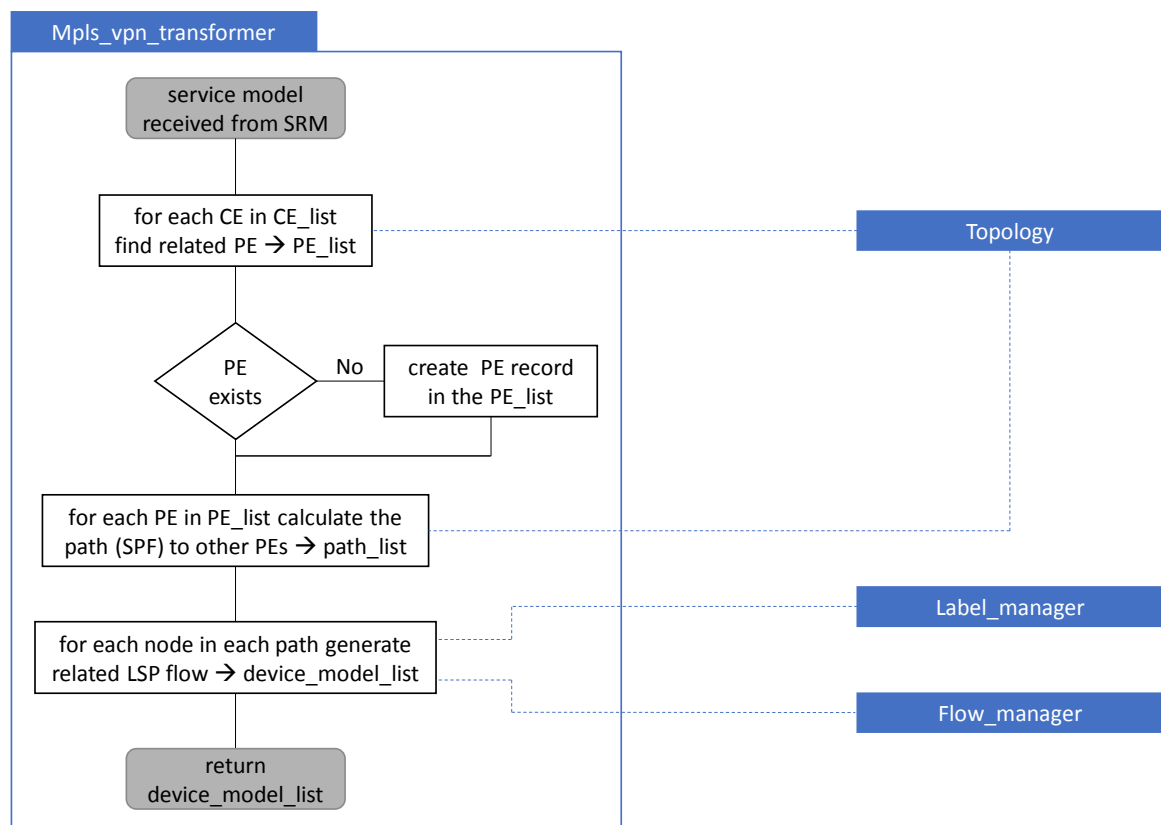 Mpls_vpn_transformer
service model
received from SRM
for each CE in CE_list
find related PE → PE_list
Topology
PE
exists
No
create PE record
in the PE_list
for each PE in PE_list calculate the
path (SPF) to other PEs → path_list
Label_manager
for each node in each path generate
related LSP flow → device_model_list
Flow_manager
return
device_model_list